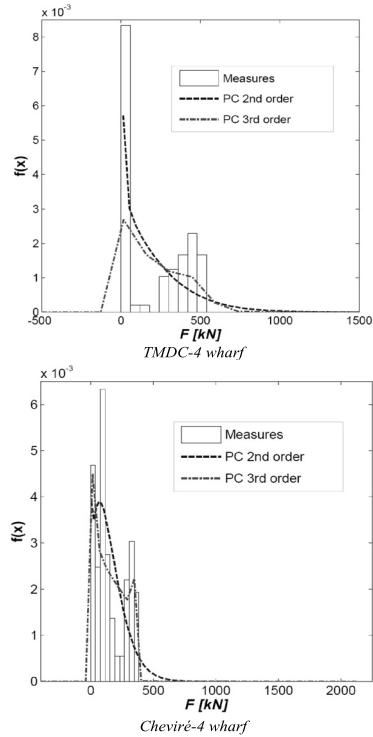 x 10⁻³
8
7
6
5
4
3
2
1
0
f(x)
Measures
PC 2nd order
PC 3rd order
-500 0 500 1000 1500
F [kN]
TMDC-4 wharf
x 10⁻³
6
5
4
3
2
1
0
f(x)
Measures
PC 2nd order
PC 3rd order
0 500 1000 1500 2000
F [kN]
Cheviré-4 wharf